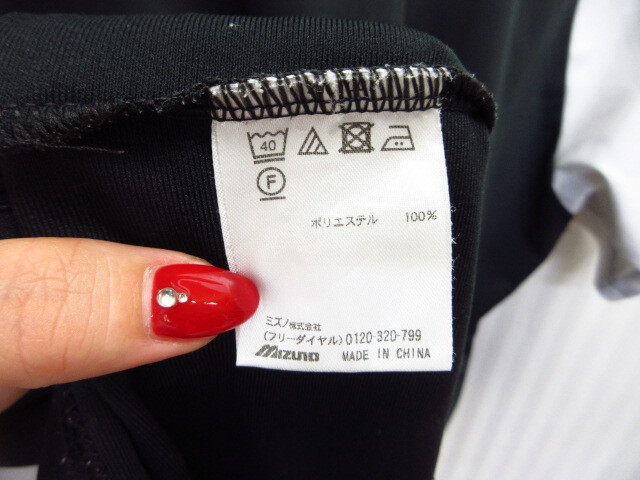 40
F
ポリエステル 100%
ミズノ株式会社
(フリーダイヤル) 0120-320-799
MIZUNO MADE IN CHINA